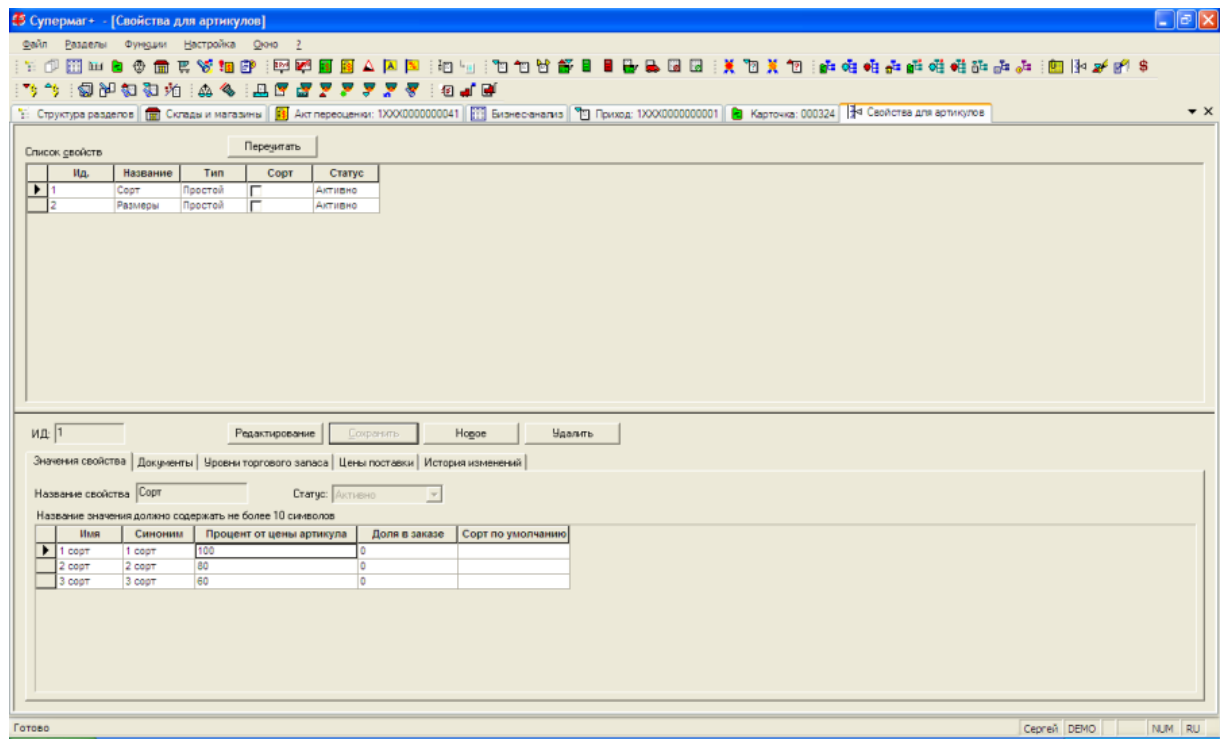 Супермаг+ - [Свойства для артикулов]
Файл Разделы Функции Настройка Окно ?
Структура разделов Склады и магазины Акт переоценки: 1XXX0000000041 Бизнес-анализ Приход: 1XXX0000000001 Карточка: 000324 Свойства для артикулов
Список свойств Перечитать
Ид. Название Тип Сорт Статус
1 Сорт Простой Активно
2 Размеры Простой Активно
ИД: 1 Редактирование Сохранить Новое Удалить
Значения свойства Документы Уровни торгового запаса Цены поставки История изменений
Название свойства Сорт Статус: Активно
Название значения должно содержать не более 10 символов
Имя Синоним Процент от цены артикула Доля в заказе Сорт по умолчанию
1 сорт 1 сорт 100 0
2 сорт 2 сорт 80 0
3 сорт 3 сорт 60 0
Готово Сергей DEMO NUM RU